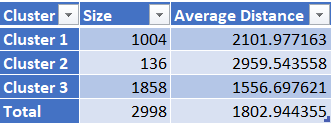 Cluster Size Average Distance
Cluster 1 1004 2101.977163
Cluster 2 136 2959.543558
Cluster 3 1858 1556.697621
Total 2998 1802.944355